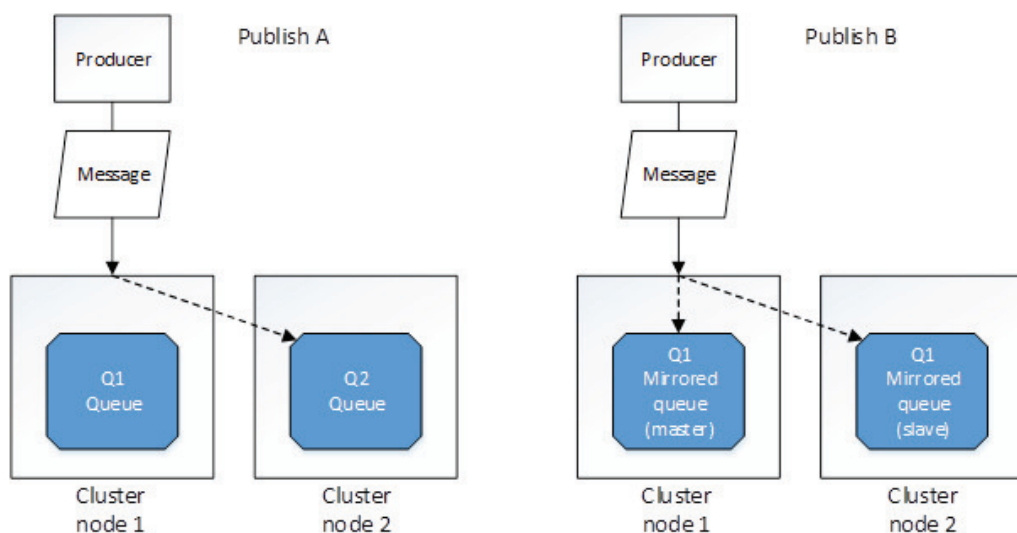 Publish A
Producer
Message
Q1
Queue
Q2
Queue
Cluster
node 1
Cluster
node 2
Publish B
Producer
Message
Q1
Mirrored
queue
(master)
Q1
Mirrored
queue
(slave)
Cluster
node 1
Cluster
node 2